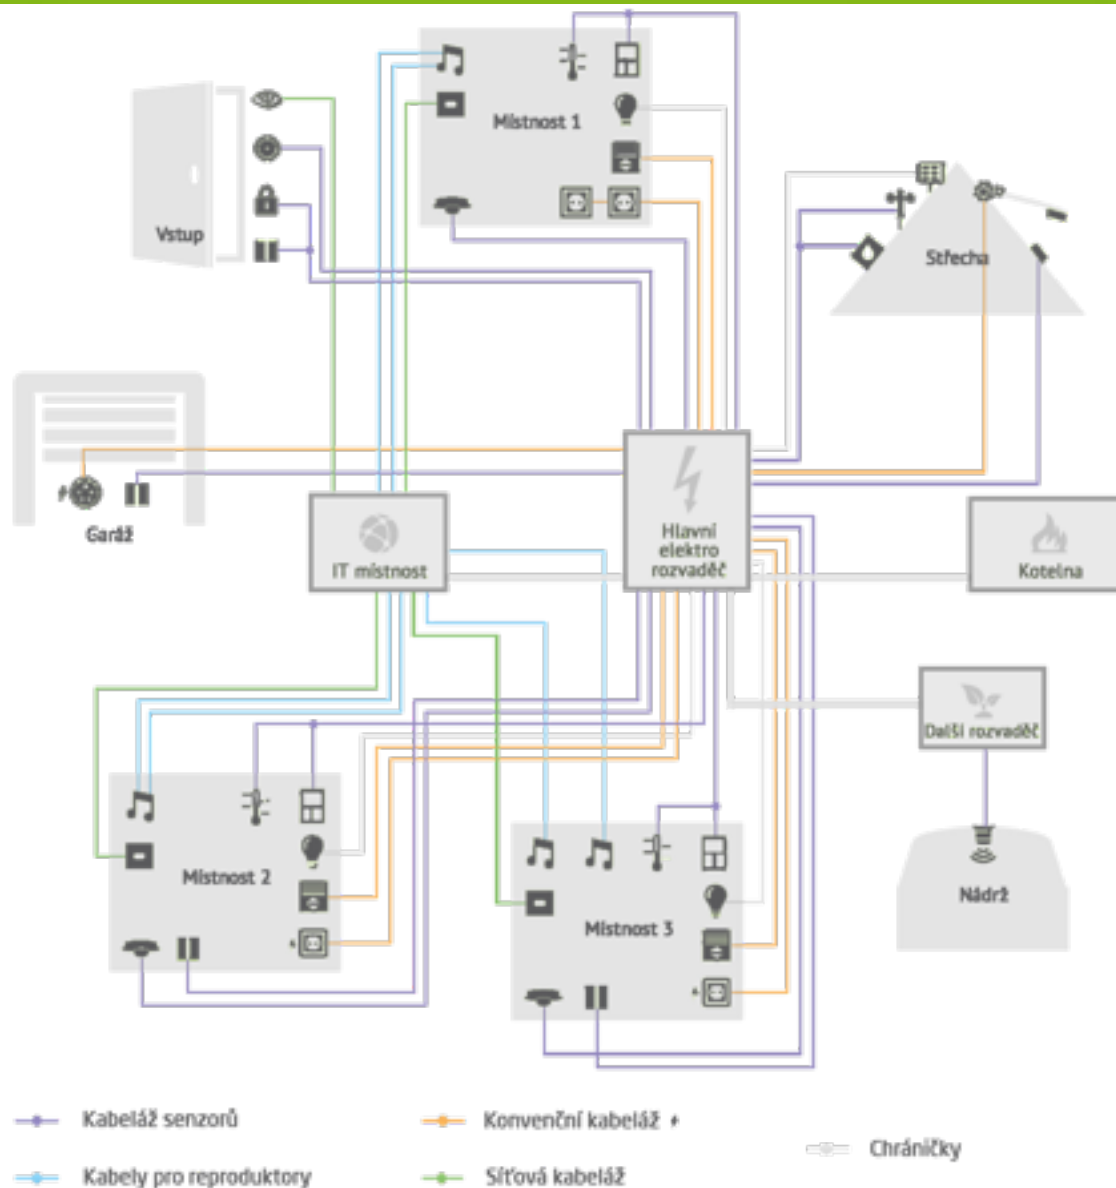 Místnost 1
Vstup
Střecha
Garáž
Hlavní
elektro
rozvaděč
IT místnost
Kotelna
Další rozvaděč
Místnost 2
Místnost 3
Nádrž
Kabeláž senzorů
Konvenční kabeláž
Chráničky
Kabely pro reproduktory
Síťová kabeláž